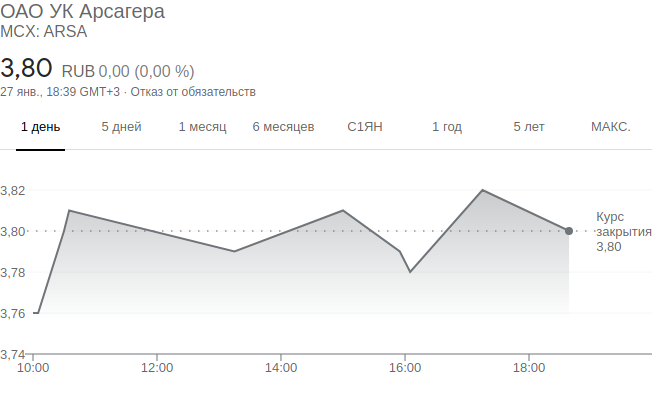 ОАО УК Арсагера
MCX: ARSA
3,80 RUB 0,00 (0,00 %)
27 янв., 18:39 GMT+3 · Отказ от обязательств
1 день 5 дней 1 месяц 6 месяцев С1ЯН 1 год 5 лет МАКС.
3,82
3,80
3,78
3,76
3,74
Курс
закрытия
3,80
10:00 12:00 14:00 16:00 18:00